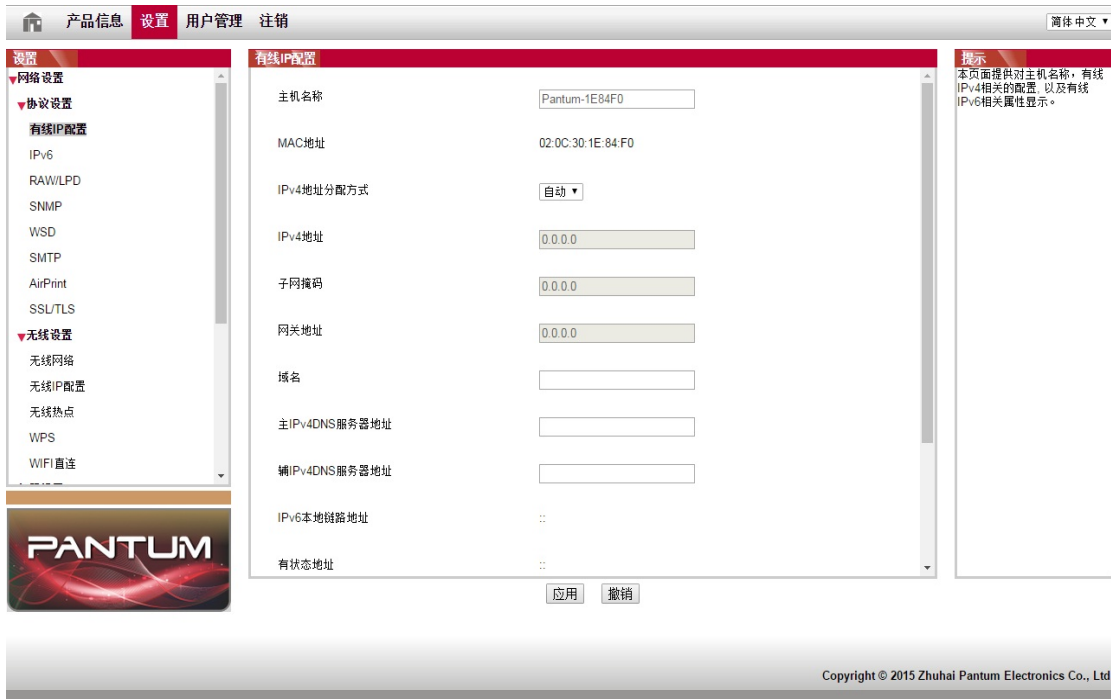 产品信息 设置 用户管理 注销 简体中文
设置
网络设置
协议设置
有线IP配置
IPv6
RAW/LPD
SNMP
WSD
SMTP
AirPrint
SSL/TLS
无线设置
无线网络
无线IP配置
无线热点
WPS
WIFI直连
PANTUM
有线IP配置
主机名称 Pantum-1E84F0
MAC地址 02:0C:30:1E:84:F0
IPv4地址分配方式 自动
IPv4地址 0.0.0.0
子网掩码 0.0.0.0
网关地址 0.0.0.0
域名
主IPv4DNS服务器地址
辅IPv4DNS服务器地址
IPv6本地链路地址 ::
有状态地址 ::
应用 撤销
提示
本页面提供对主机名称，有线
IPv4相关的配置, 以及有线
IPv6相关属性显示。
Copyright © 2015 Zhuhai Pantum Electronics Co., Ltd